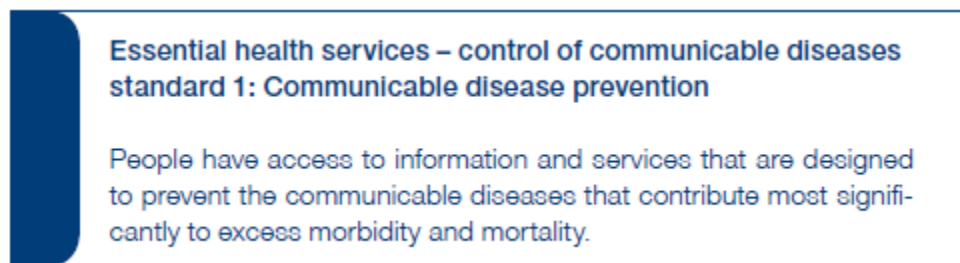 Essential health services – control of communicable diseases
standard 1: Communicable disease prevention
People have access to information and services that are designed
to prevent the communicable diseases that contribute most signifi-
cantly to excess morbidity and mortality.